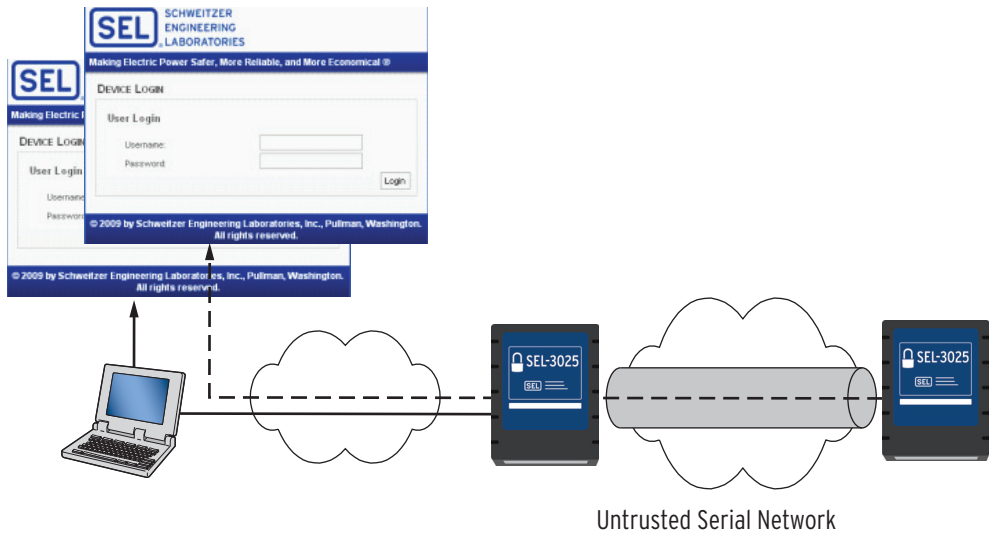 SEL
SCHWEITZER
ENGINEERING
LABORATORIES
Making Electric Power Safer, More Reliable, and More Economical ®
DEVICE LOGIN
User Login
Username:
Password:
Login
© 2009 by Schweitzer Engineering Laboratories, Inc., Pullman, Washington.
All rights reserved.
SEL
Making Electric
DEVICE LOGIN
User Login
Username
Password
© 2009 by Schweitzer Engineering Laboratories, Inc., Pullman, Washington.
All rights reserved.
SEL-3025
SEL
SEL-3025
SEL
Untrusted Serial Network